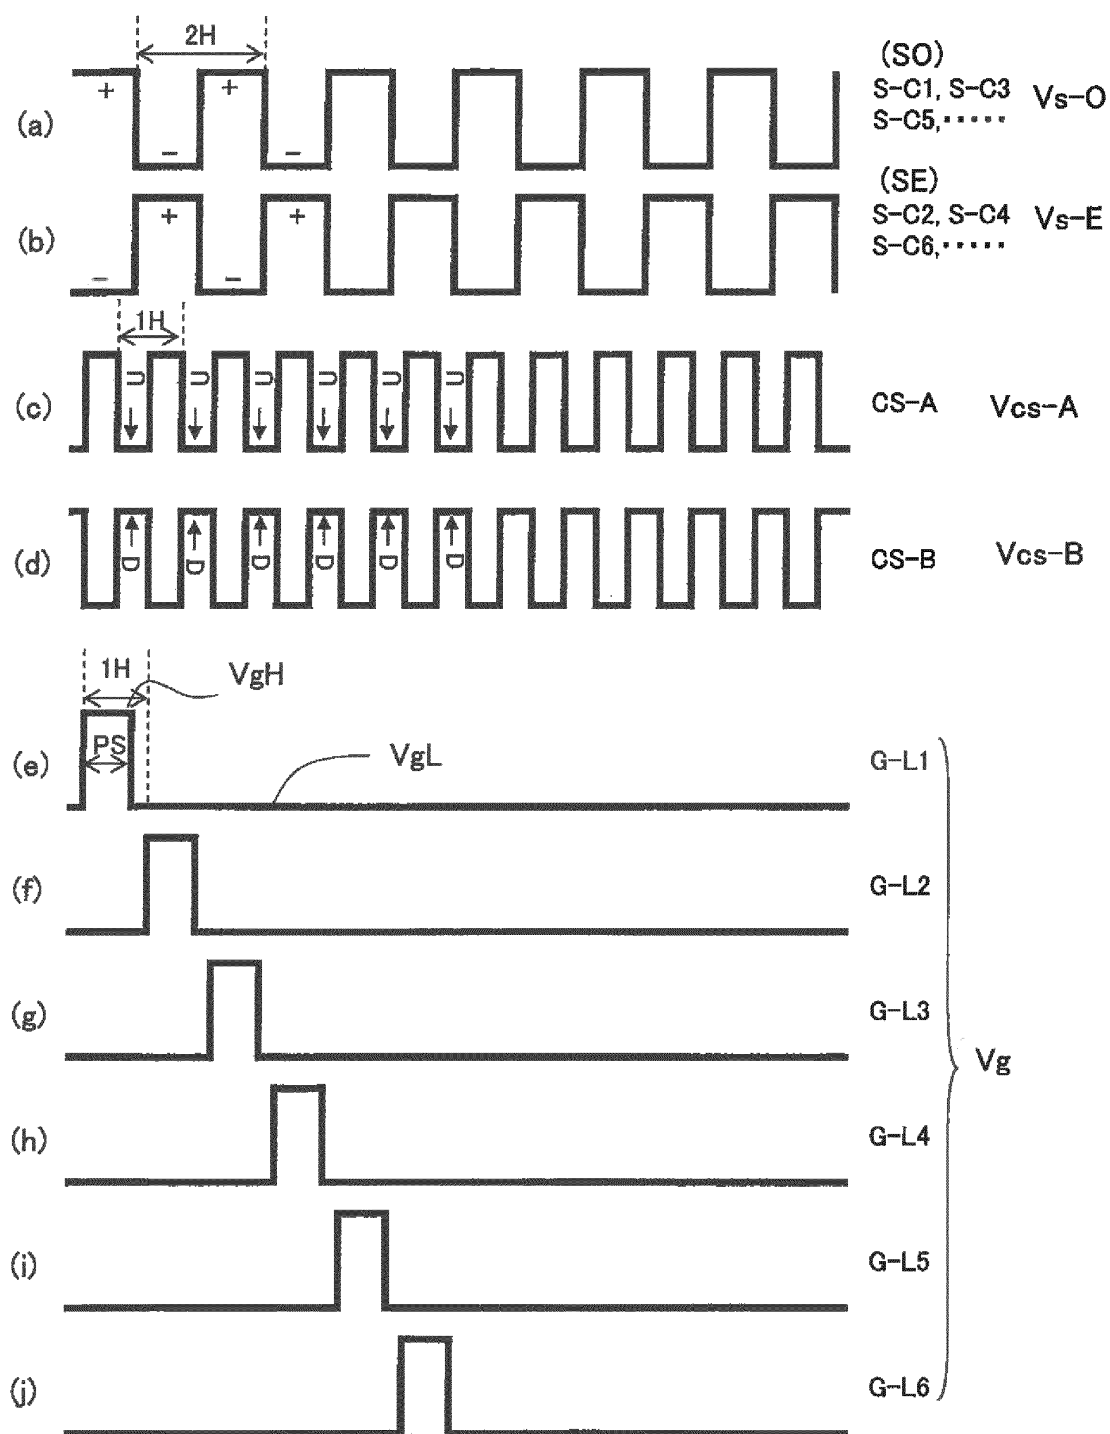 2H
(SO)
+ +
S-C1, S-C3 Vs-O
(a)
S-C5,·····
− −
(SE)
+ +
S-C2, S-C4 Vs-E
(b)
S-C6,·····
− −
1H
(c) U U U U U U CS-A Vcs-A
(d) D D D D D D CS-B Vcs-B
1H VgH
PS
(e) VgL G-L1
(f) G-L2
(g) G-L3
Vg
(h) G-L4
(i) G-L5
(j) G-L6